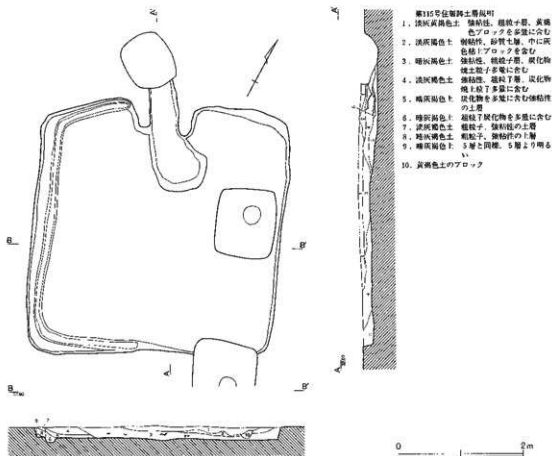 第115号住居跡土層説明
1．淡灰黄褐色土　強粘性、粗粒子層、黄褐
色ブロックを多量に含む
2．淡灰褐色土　弱粘性、砂質土層、中に灰
色粘土ブロックを含む
3．暗灰褐色土　強粘性、粗粒子層、炭化物
焼土粒子多量に含む
4．淡灰褐色土　強粘性、粗粒子層、炭化物
焼土粒子多量に含む
5．暗灰褐色土　炭化物を多量に含む強粘性
の土層
6．暗灰褐色土　粗粒子炭化物を多量に含む
7．淡灰褐色土　粗粒子、強粘性の土層
8．暗灰褐色土　粗粒子、強粘性の土層
9．暗灰褐色土　5層と同様、5層より明る
い
10．黄褐色土のブロック
A'
A'
B
B'
A
A
B
B'
0
2m